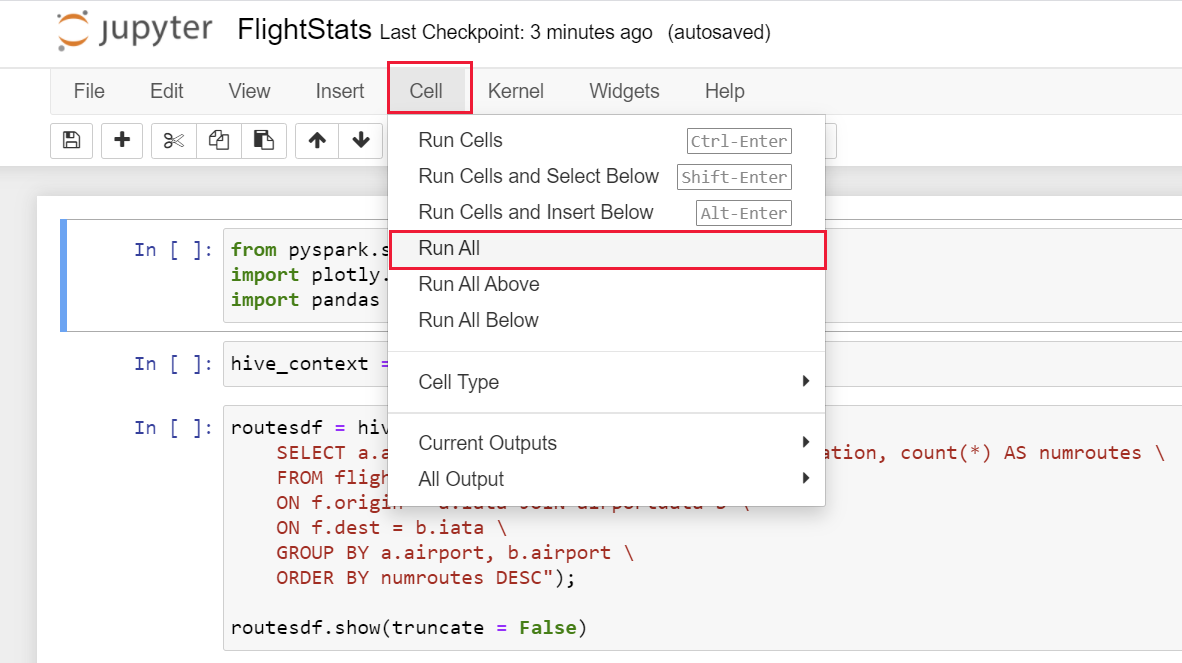 jupyter FlightStats Last Checkpoint: 3 minutes ago (autosaved)
File Edit View Insert Cell Kernel Widgets Help
Run Cells Ctrl-Enter
Run Cells and Select Below Shift-Enter
Run Cells and Insert Below Alt-Enter
Run All
Run All Above
Run All Below
Cell Type
Current Outputs
All Output
In [ ]: from pyspark.s
import plotly.
import pandas
In [ ]: hive_context =
In [ ]: routesdf = hiv
SELECT a.a ation, count(*) AS numroutes \
FROM fligh
ON f.origin
ON f.dest = b.iata \
GROUP BY a.airport, b.airport \
ORDER BY numroutes DESC");
routesdf.show(truncate = False)